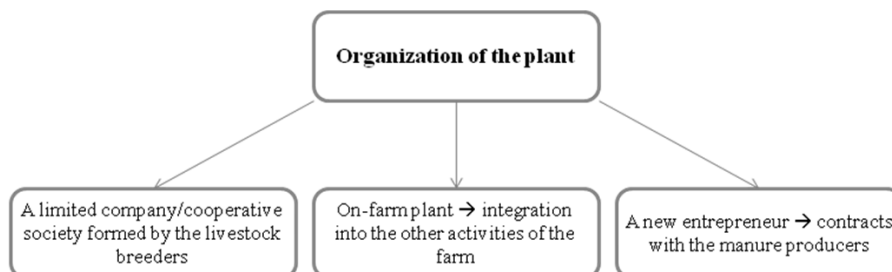 Organization of the plant
A limited company/cooperative
society formed by the livestock
breeders
On-farm plant → integration
into the other activities of the
farm
A new entrepreneur → contracts
with the manure producers